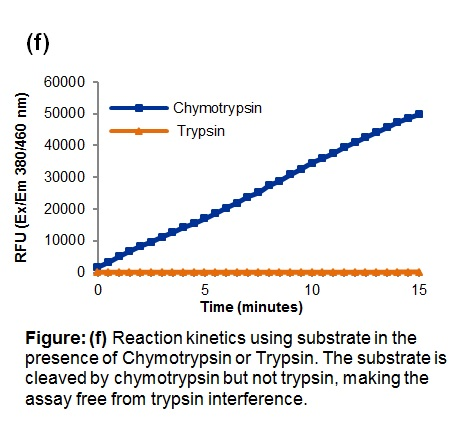 (f)
RFU (Ex/Em 380/460 nm)
60000
50000
40000
30000
20000
10000
0
Chymotrypsin
Trypsin
0 5 10 15
Time (minutes)
Figure: (f) Reaction kinetics using substrate in the
presence of Chymotrypsin or Trypsin. The substrate is
cleaved by chymotrypsin but not trypsin, making the
assay free from trypsin interference.